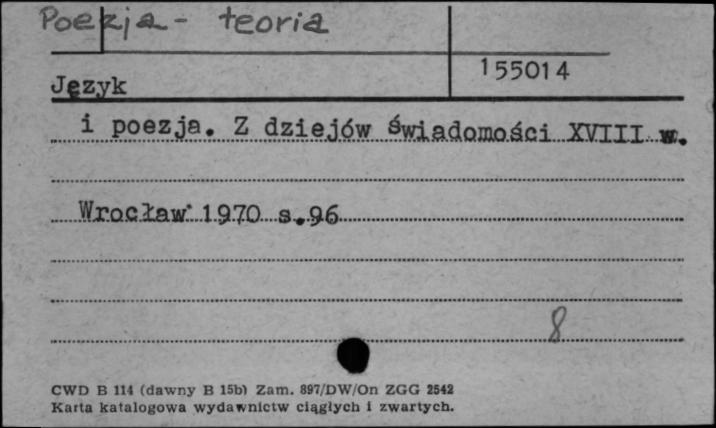 Poezja - teoria
155014
Język
i poezja. Z dziejów świadomości XVIII w.
Wrocław 1970 s.96
8
CWD B 114 (dawny B 15b) Zam. 897/DW/On ZGG 2542
Karta katalogowa wydawnictw ciągłych i zwartych.